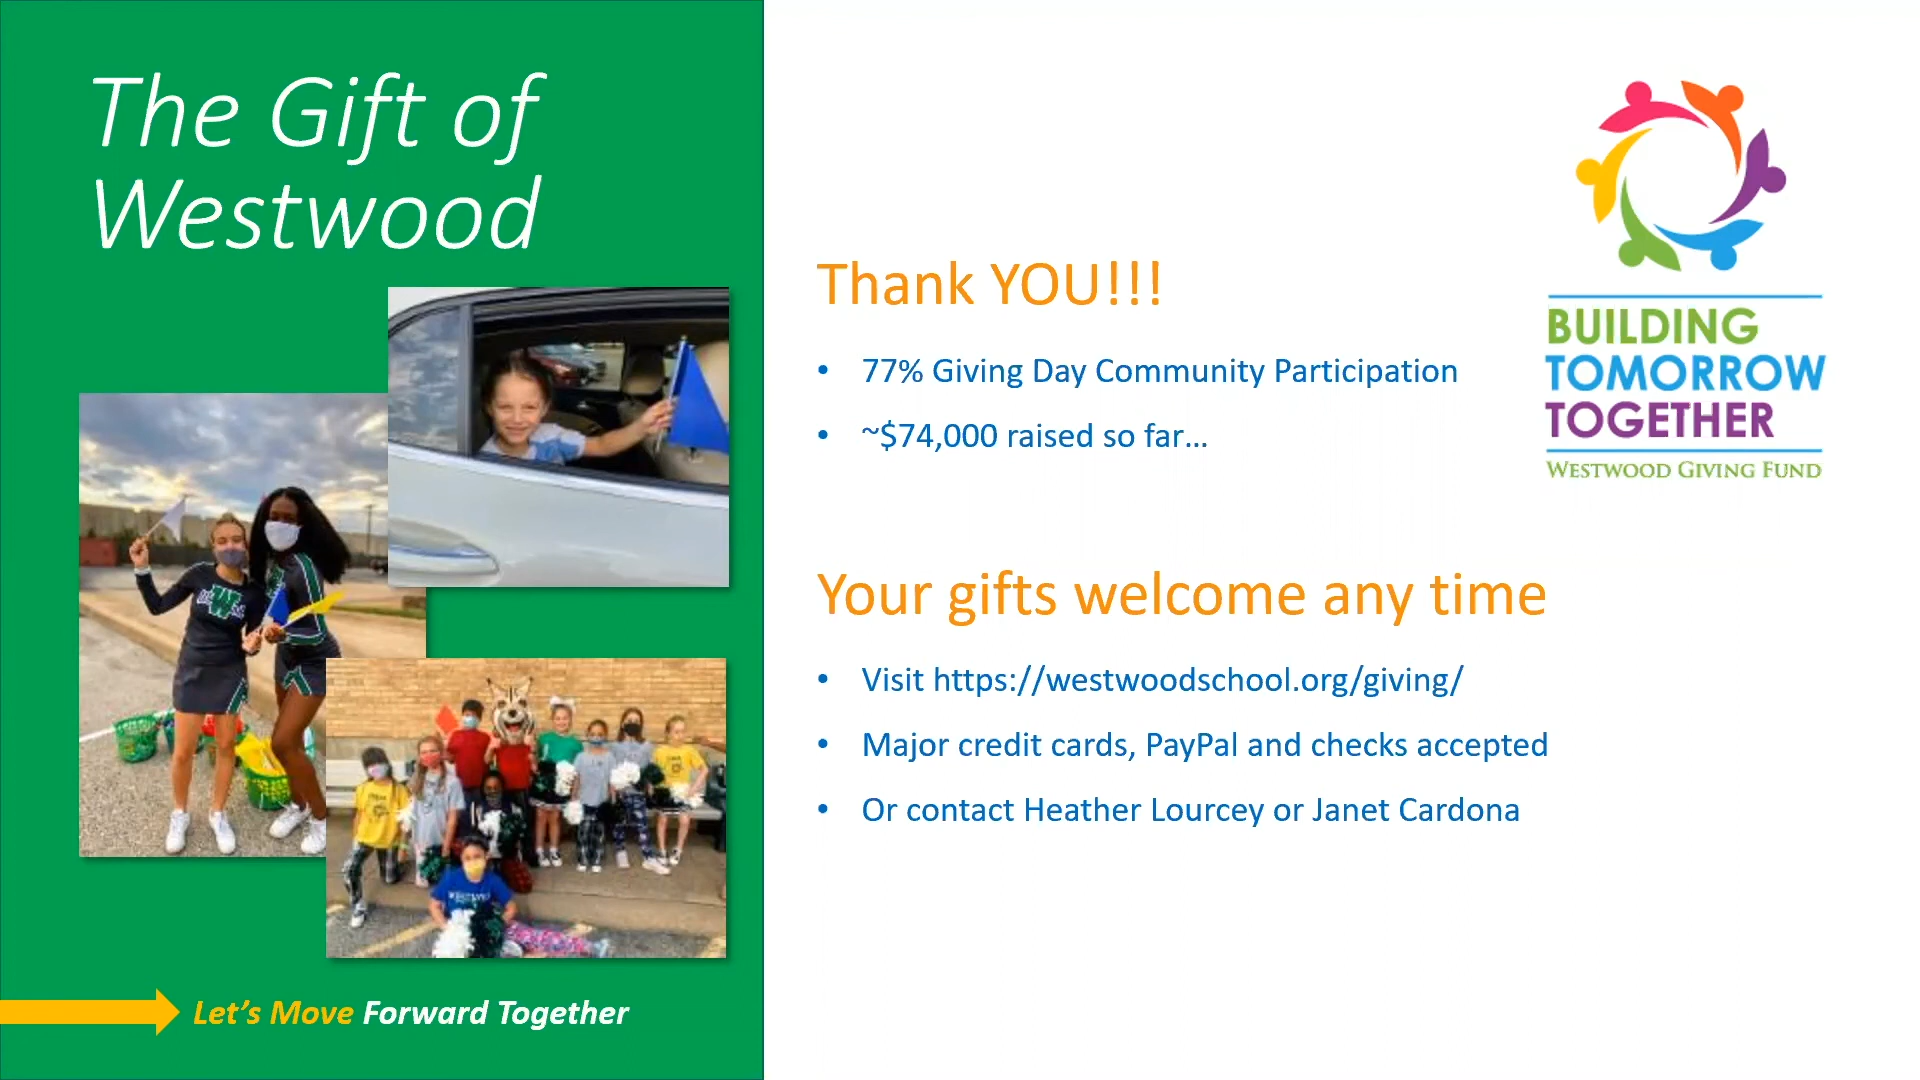 The Gift of
Westwood
Thank YOU!!!
• 77% Giving Day Community Participation
• ~$74,000 raised so far...
BUILDING
TOMORROW
TOGETHER
WESTWOOD GIVING FUND
Your gifts welcome any time
• Visit https://westwoodschool.org/giving/
• Major credit cards, PayPal and checks accepted
• Or contact Heather Lourcey or Janet Cardona
Let's Move Forward Together